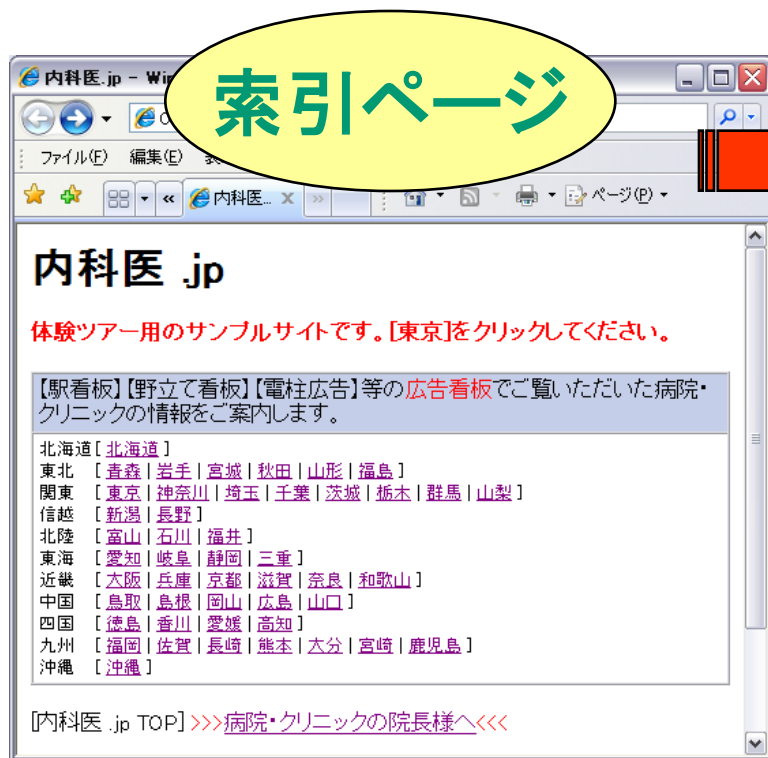 索引ページ
内科医.jp - Wi
ファイル(F) 編集(E)
内科医... x
ページ(P)
内科医 .jp
体験ツアー用のサンプルサイトです。[東京]をクリックしてください。
【駅看板】【野立て看板】【電柱広告】等の広告看板でご覧いただいた病院・
クリニックの情報をご案内します。
北海道[ 北海道 ]
東北 [ 青森 | 岩手 | 宮城 | 秋田 | 山形 | 福島 ]
関東 [ 東京 | 神奈川 | 埼玉 | 千葉 | 茨城 | 栃木 | 群馬 | 山梨 ]
信越 [ 新潟 | 長野 ]
北陸 [ 富山 | 石川 | 福井 ]
東海 [ 愛知 | 岐阜 | 静岡 | 三重 ]
近畿 [ 大阪 | 兵庫 | 京都 | 滋賀 | 奈良 | 和歌山 ]
中国 [ 鳥取 | 島根 | 岡山 | 広島 | 山口 ]
四国 [ 徳島 | 香川 | 愛媛 | 高知 ]
九州 [ 福岡 | 佐賀 | 長崎 | 熊本 | 大分 | 宮崎 | 鹿児島 ]
沖縄 [ 沖縄 ]
[内科医 .jp TOP] >>>病院・クリニックの院長様へ<<<